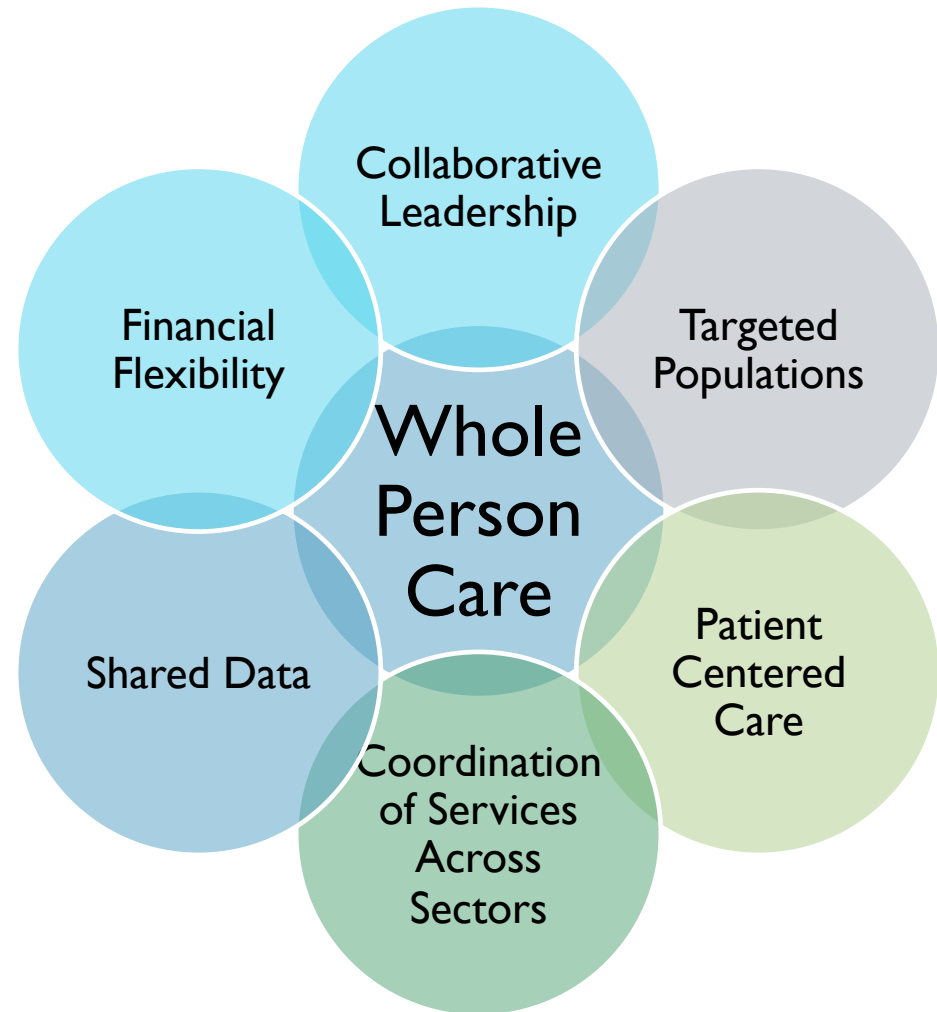 Collaborative
Leadership
Financial
Flexibility
Targeted
Populations
Whole
Person
Care
Shared Data
Patient
Centered
Care
Coordination
of Services
Across
Sectors